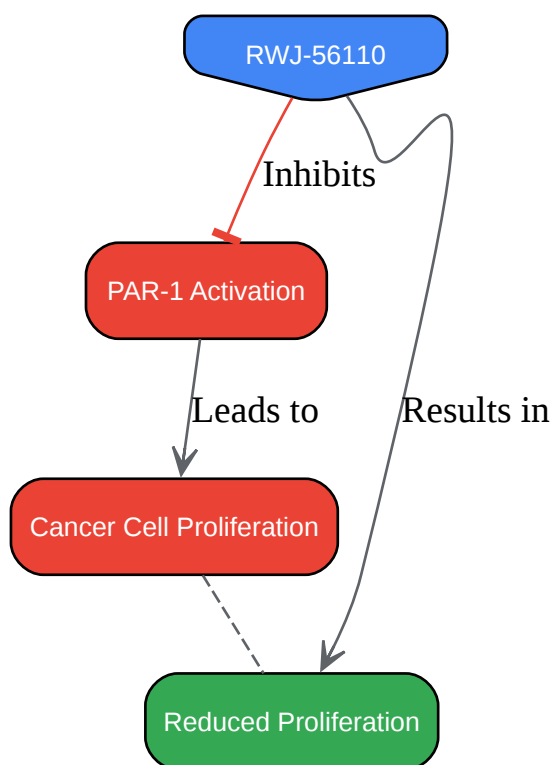 RWJ-56110
Inhibits
PAR-1 Activation
Leads to
Results in
Cancer Cell Proliferation
Reduced Proliferation